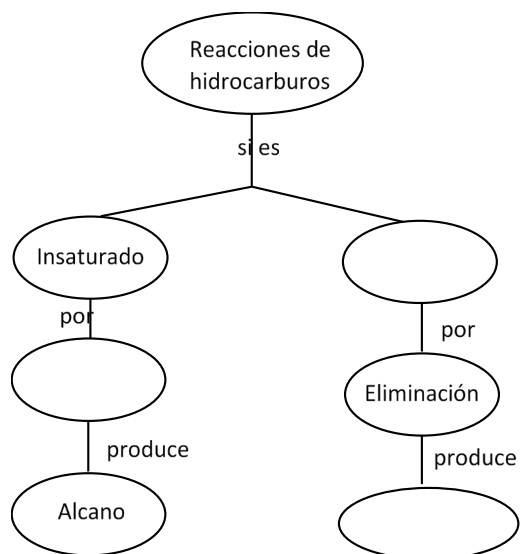 Reacciones de
hidrocarburos
si es
Insaturado
por
por
Eliminación
produce
produce
Alcano